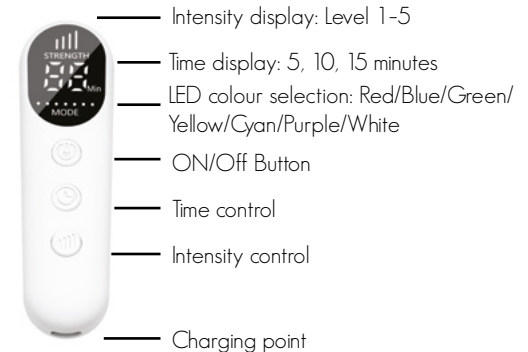 Intensity display: Level 1-5
STRENGTH
Time display: 5, 10, 15 minutes
88 Min
LED colour selection: Red/Blue/Green/
Yellow/Cyan/Purple/White
MODE
ON/Off Button
Time control
Intensity control
Charging point